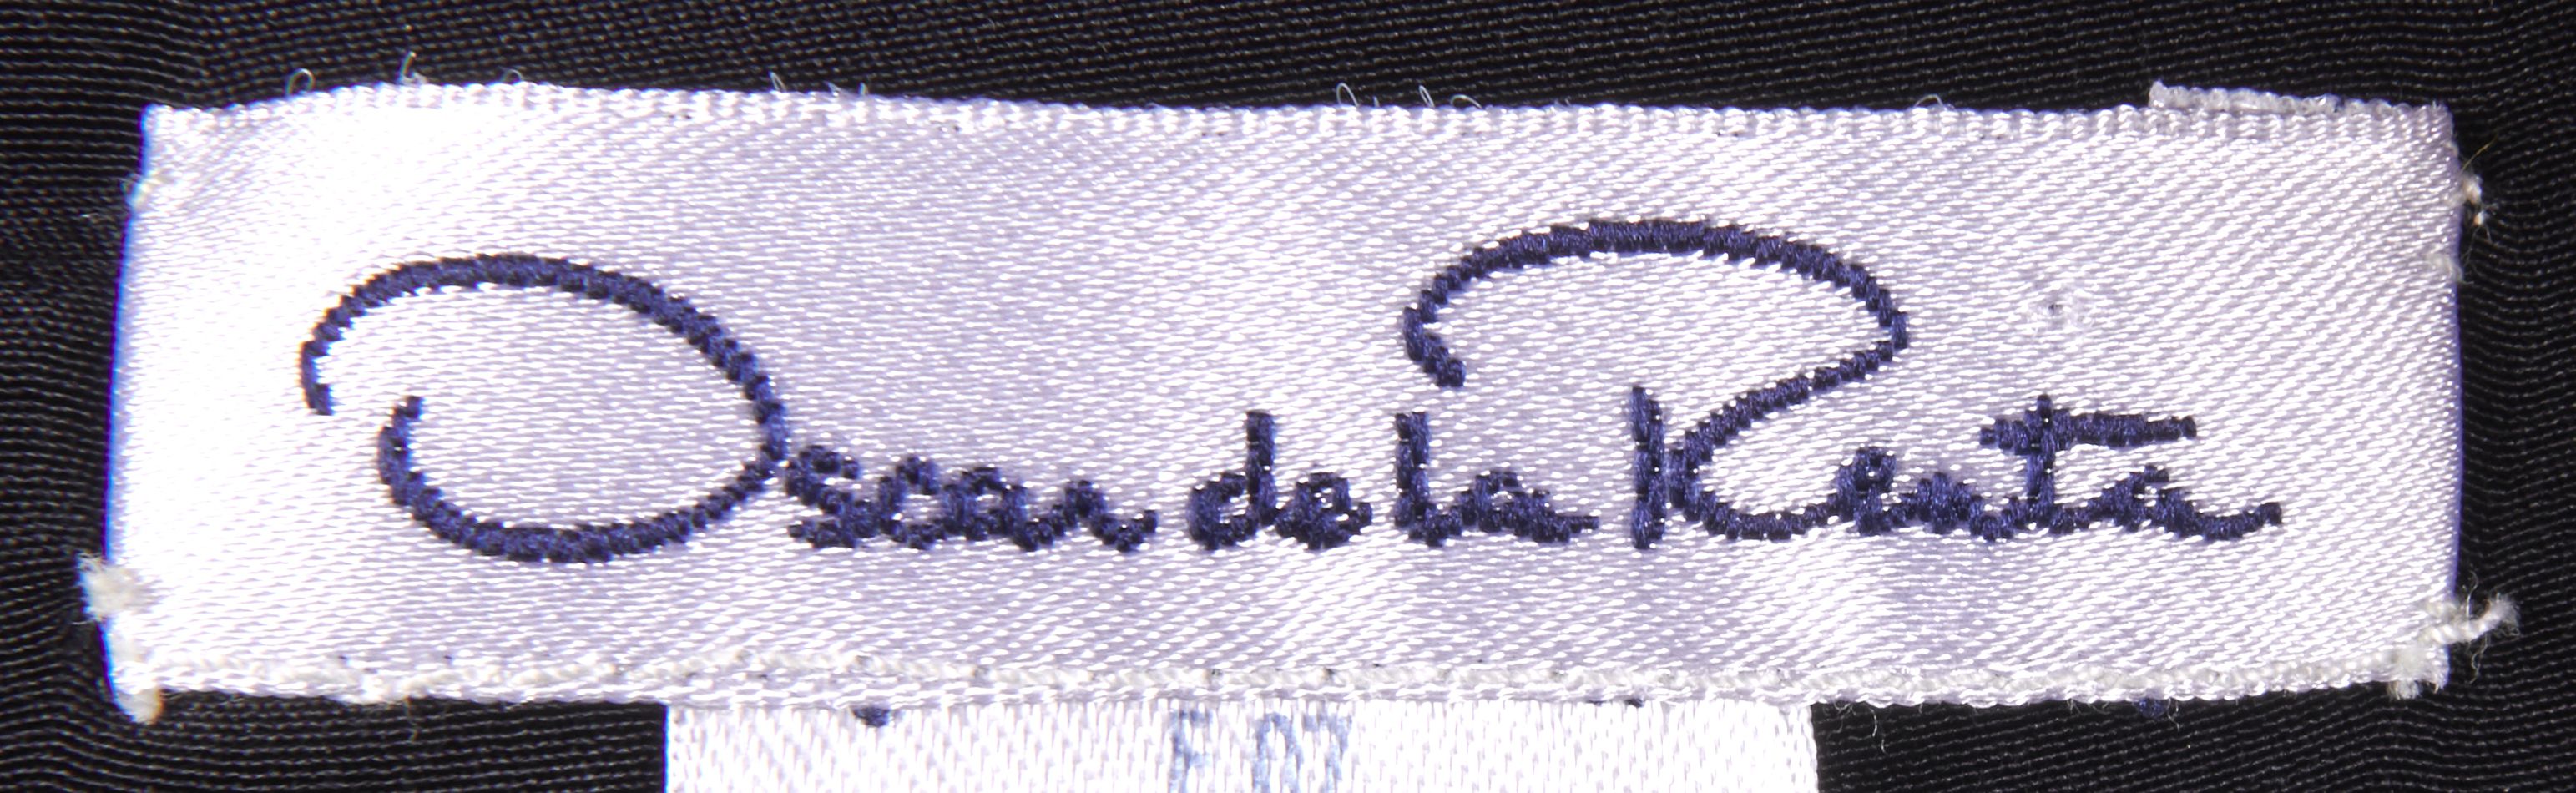 Oscar de la Renta